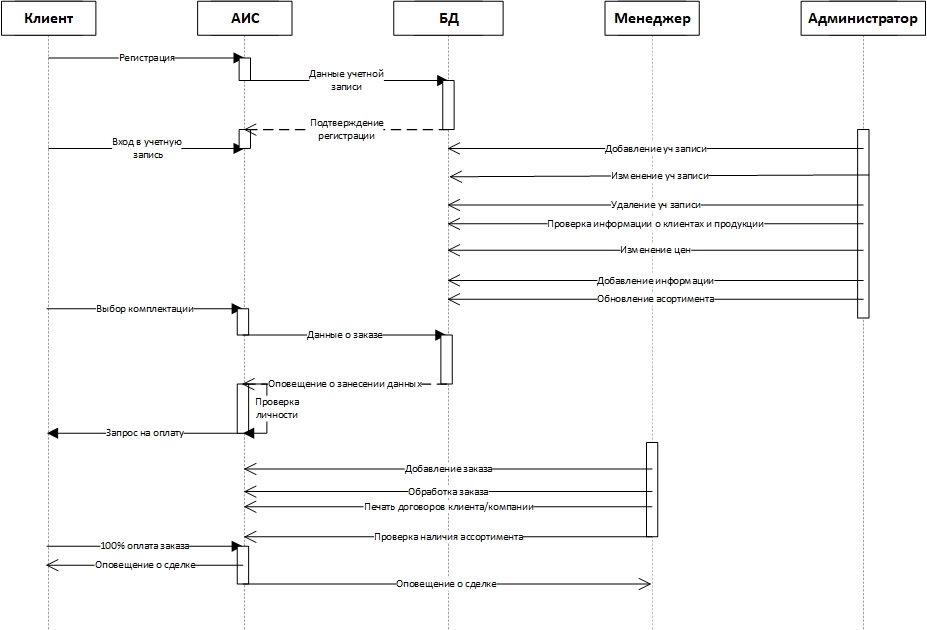 Клиент
АИС
БД
Менеджер
Администратор
Регистрация
Данные учетной
записи
Подтверждение
регистрации
Вход в учетную
запись
Добавление уч записи
Изменение уч записи
Удаление уч записи
Проверка информации о клиентах и продукции
Изменение цен
Добавление информации
Обновление асортимента
Выбор комплектации
Данные о заказе
Оповещение о занесении данных
Проверка
личности
Запрос на оплату
Добавление заказа
Обработка заказа
Печать договоров клиента/компании
Проверка наличия ассортимента
100% оплата заказа
Оповещение о сделке
Оповещение о сделке